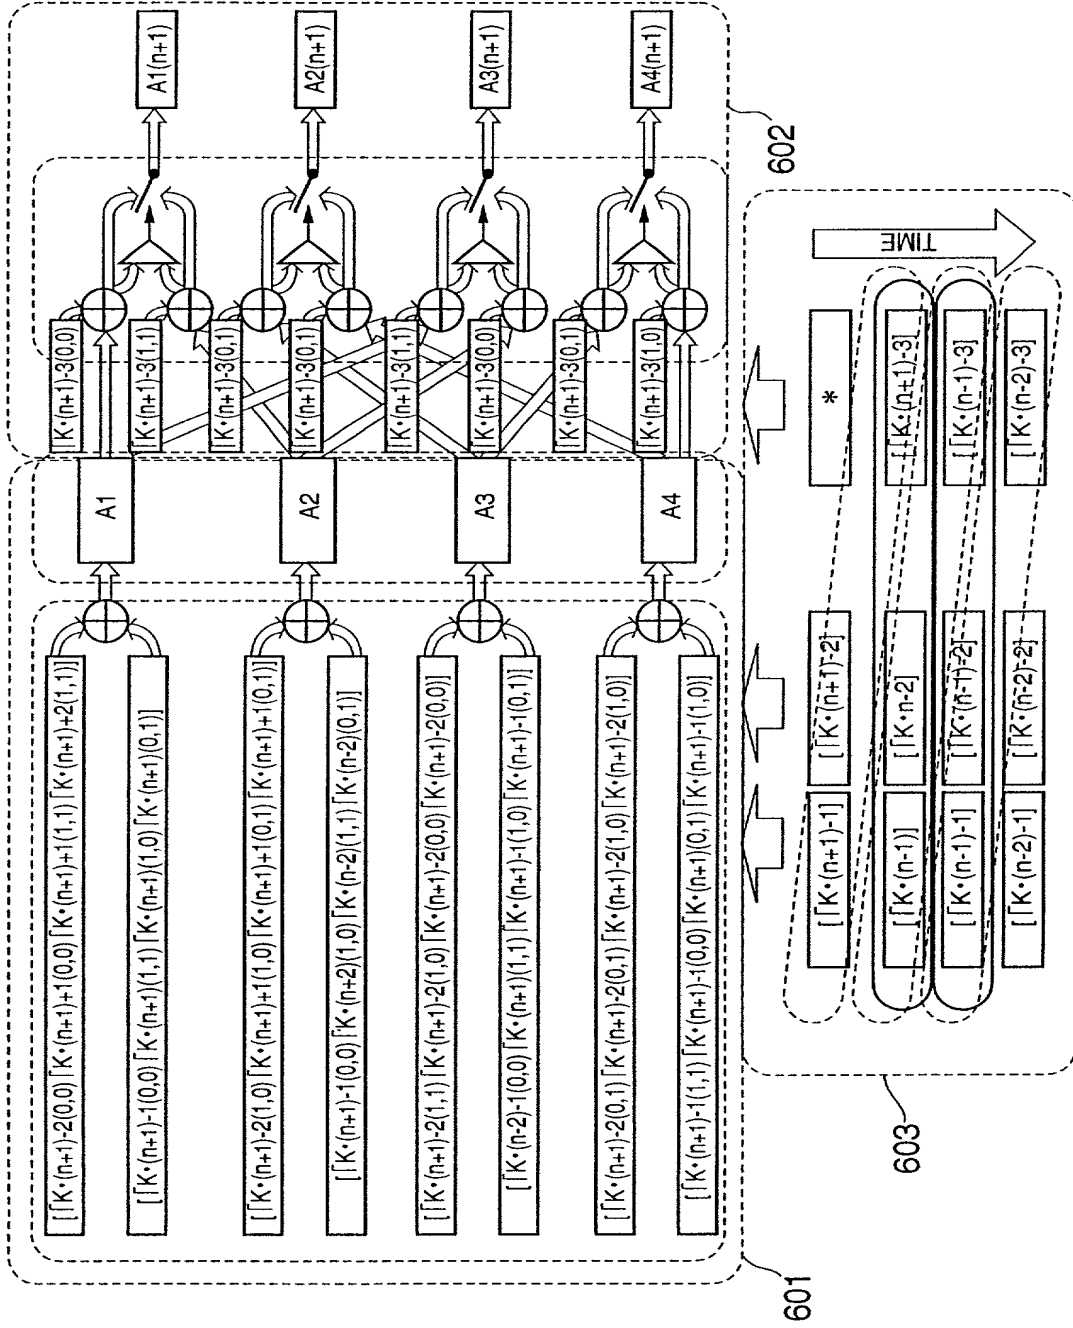 [⌈K•(n+1)-2(0,0)⌈K•(n+1)+1(0,0)⌈K•(n+1)+1(1,1)⌈K•(n+1)+2(1,1)]
[⌈K•(n+1)-1(0,0)⌈K•(n+1)(1,1)⌈K•(n+1)(1,0)⌈K•(n+1)(0,1)]
[⌈K•(n+1)-2(1,0)⌈K•(n+1)+1(1,0)⌈K•(n+1)+1(0,1)⌈K•(n+1)+1(0,1)]
[⌈K•(n+1)-1(0,0)⌈K•(n+2)(1,0)⌈K•(n-2)(1,1)⌈K•(n-2)(0,1)]
[⌈K•(n+1)-2(1,1)⌈K•(n+1)-2(1,0)⌈K•(n+1)-2(0,0)⌈K•(n+1)-2(0,0)]
[⌈K•(n-2)-1(0,0)⌈K•(n+1)(1,1)⌈K•(n+1)-1(1,0)⌈K•(n+1)-1(0,1)]
[⌈K•(n+1)-2(0,1)⌈K•(n+1)-2(0,1)⌈K•(n+1)-2(1,0)⌈K•(n+1)-2(1,0)]
[⌈K•(n+1)-1(1,1)⌈K•(n+1)-1(0,0)⌈K•(n+1)(0,1)⌈K•(n+1)-1(1,0)]
A1
A2
A3
A4
⌈K•(n+1)-3(0,0)
⌈K•(n+1)-3(1,1)
⌈K•(n+1)-3(0,1)
⌈K•(n+1)-3(1,0)
⌈K•(n+1)-3(1,1)
⌈K•(n+1)-3(0,0)
⌈K•(n+1)-3(0,1)
⌈K•(n+1)-3(1,0)
A1(n+1)
A2(n+1)
A3(n+1)
A4(n+1)
601
602
[⌈K•(n+1)-1]
[⌈K•(n+1)-2]
*
[⌈K•(n-1)]
[⌈K•n-2]
[⌈K•(n+1)-3]
[⌈K•(n-1)-1]
[⌈K•(n-1)-2]
[⌈K•(n-1)-3]
[⌈K•(n-2)-1]
[⌈K•(n-2)-2]
[⌈K•(n-2)-3]
TIME
603